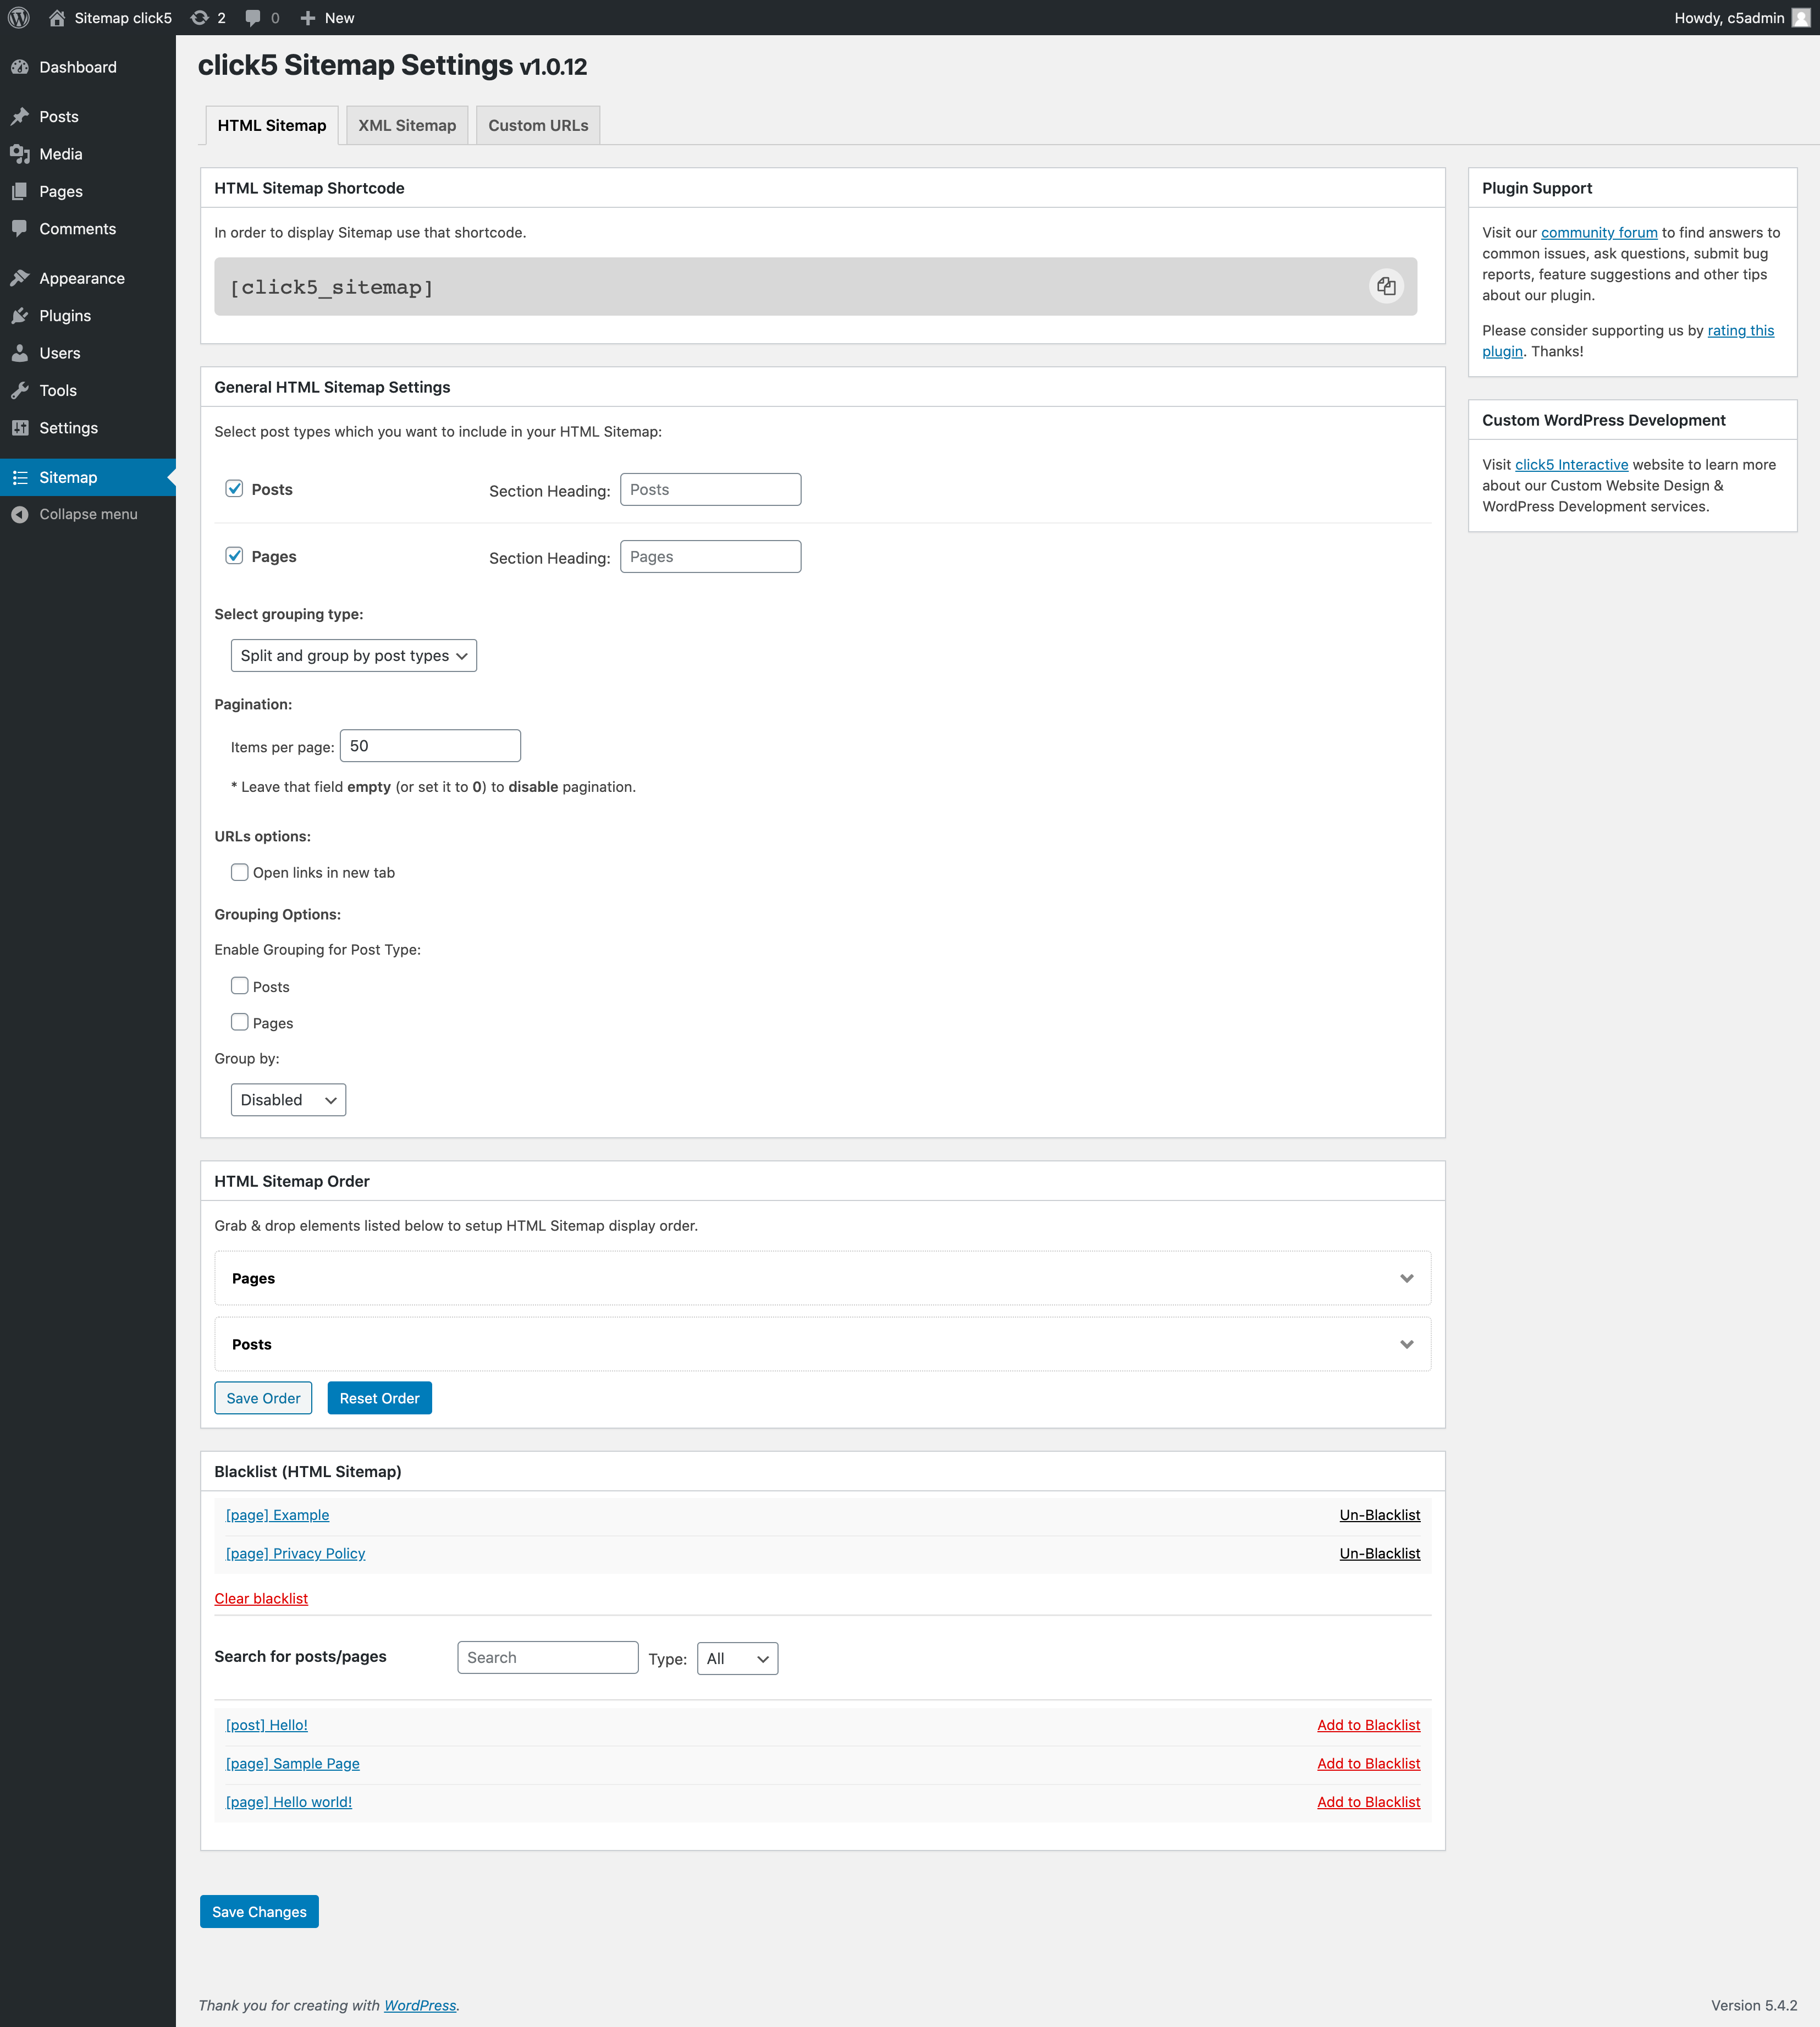 Sitemap click5 2 0 New Howdy, c5admin
Dashboard
Posts
Media
Pages
Comments
Appearance
Plugins
Users
Tools
Settings
Sitemap
Collapse menu
click5 Sitemap Settings v1.0.12
HTML Sitemap XML Sitemap Custom URLs
HTML Sitemap Shortcode
In order to display Sitemap use that shortcode.
[click5_sitemap]
General HTML Sitemap Settings
Select post types which you want to include in your HTML Sitemap:
Posts Section Heading: Posts
Pages Section Heading: Pages
Select grouping type:
Split and group by post types
Pagination:
Items per page: 50
* Leave that field empty (or set it to 0) to disable pagination.
URLs options:
Open links in new tab
Grouping Options:
Enable Grouping for Post Type:
Posts
Pages
Group by:
Disabled
HTML Sitemap Order
Grab & drop elements listed below to setup HTML Sitemap display order.
Pages
Posts
Save Order Reset Order
Blacklist (HTML Sitemap)
[page] Example Un-Blacklist
[page] Privacy Policy Un-Blacklist
Clear blacklist
Search for posts/pages Search Type: All
[post] Hello! Add to Blacklist
[page] Sample Page Add to Blacklist
[page] Hello world! Add to Blacklist
Save Changes
Plugin Support
Visit our community forum to find answers to
common issues, ask questions, submit bug
reports, feature suggestions and other tips
about our plugin.
Please consider supporting us by rating this
plugin. Thanks!
Custom WordPress Development
Visit click5 Interactive website to learn more
about our Custom Website Design &
WordPress Development services.
Thank you for creating with WordPress. Version 5.4.2